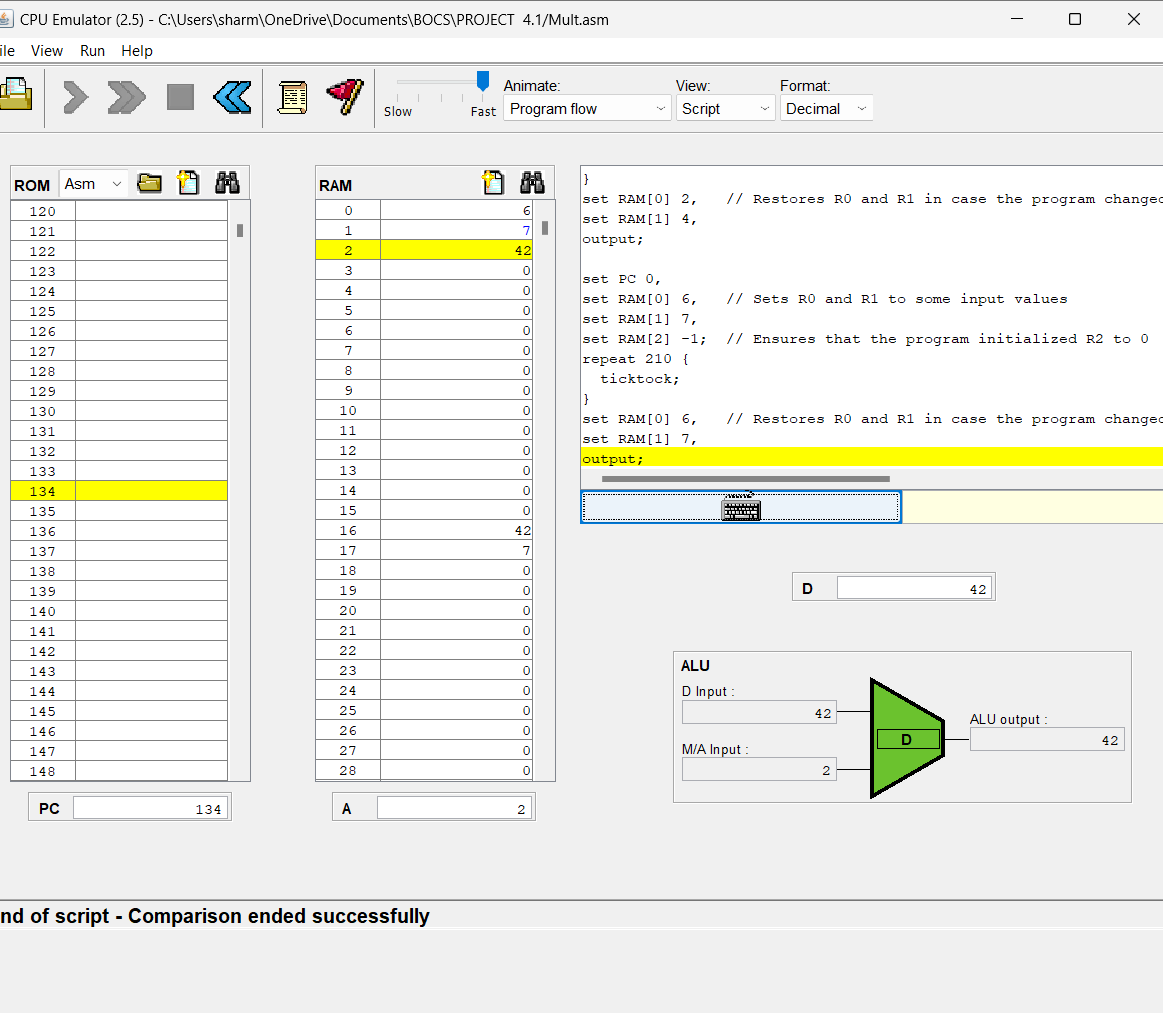 CPU Emulator (2.5) - C:\Users\sharm\OneDrive\Documents\BOCS\PROJECT 4.1/Mult.asm
ile View Run Help
Animate: View: Format:
Slow Fast Program flow Script Decimal
ROM Asm
120
121
122
123
124
125
126
127
128
129
130
131
132
133
134
135
136
137
138
139
140
141
142
143
144
145
146
147
148
PC 134
RAM
0 6
1 7
2 42
3 0
4 0
5 0
6 0
7 0
8 0
9 0
10 0
11 0
12 0
13 0
14 0
15 0
16 42
17 7
18 0
19 0
20 0
21 0
22 0
23 0
24 0
25 0
26 0
27 0
28 0
A 2
}
set RAM[0] 2, // Restores R0 and R1 in case the program changed
set RAM[1] 4,
output;
set PC 0,
set RAM[0] 6, // Sets R0 and R1 to some input values
set RAM[1] 7,
set RAM[2] -1; // Ensures that the program initialized R2 to 0
repeat 210 {
ticktock;
}
set RAM[0] 6, // Restores R0 and R1 in case the program changed
set RAM[1] 7,
output;
D 42
ALU
D Input :
42
M/A Input :
2
D
ALU output :
42
nd of script - Comparison ended successfully